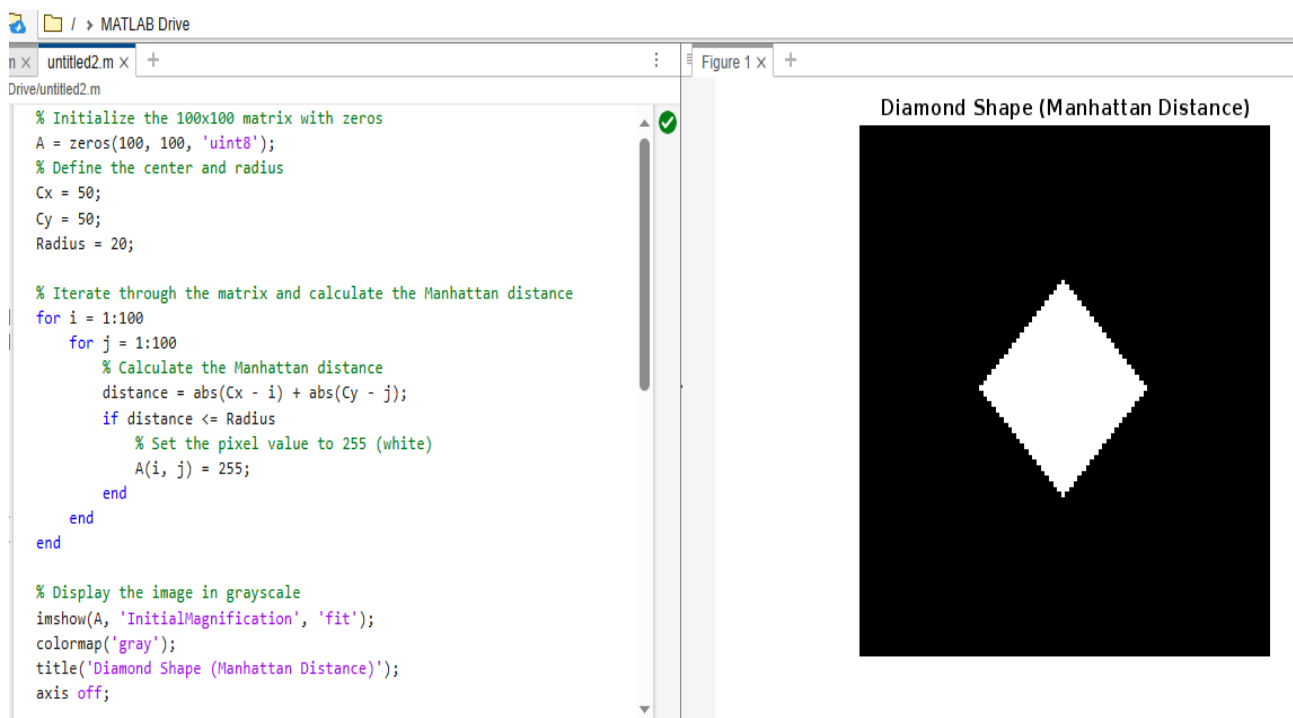 / > MATLAB Drive
m × untitled2.m × +
Drive/untitled2.m
% Initialize the 100x100 matrix with zeros
A = zeros(100, 100, 'uint8');
% Define the center and radius
Cx = 50;
Cy = 50;
Radius = 20;
% Iterate through the matrix and calculate the Manhattan distance
for i = 1:100
    for j = 1:100
        % Calculate the Manhattan distance
        distance = abs(Cx - i) + abs(Cy - j);
        if distance <= Radius
            % Set the pixel value to 255 (white)
            A(i, j) = 255;
        end
    end
end
% Display the image in grayscale
imshow(A, 'InitialMagnification', 'fit');
colormap('gray');
title('Diamond Shape (Manhattan Distance)');
axis off;
Figure 1 × +
Diamond Shape (Manhattan Distance)